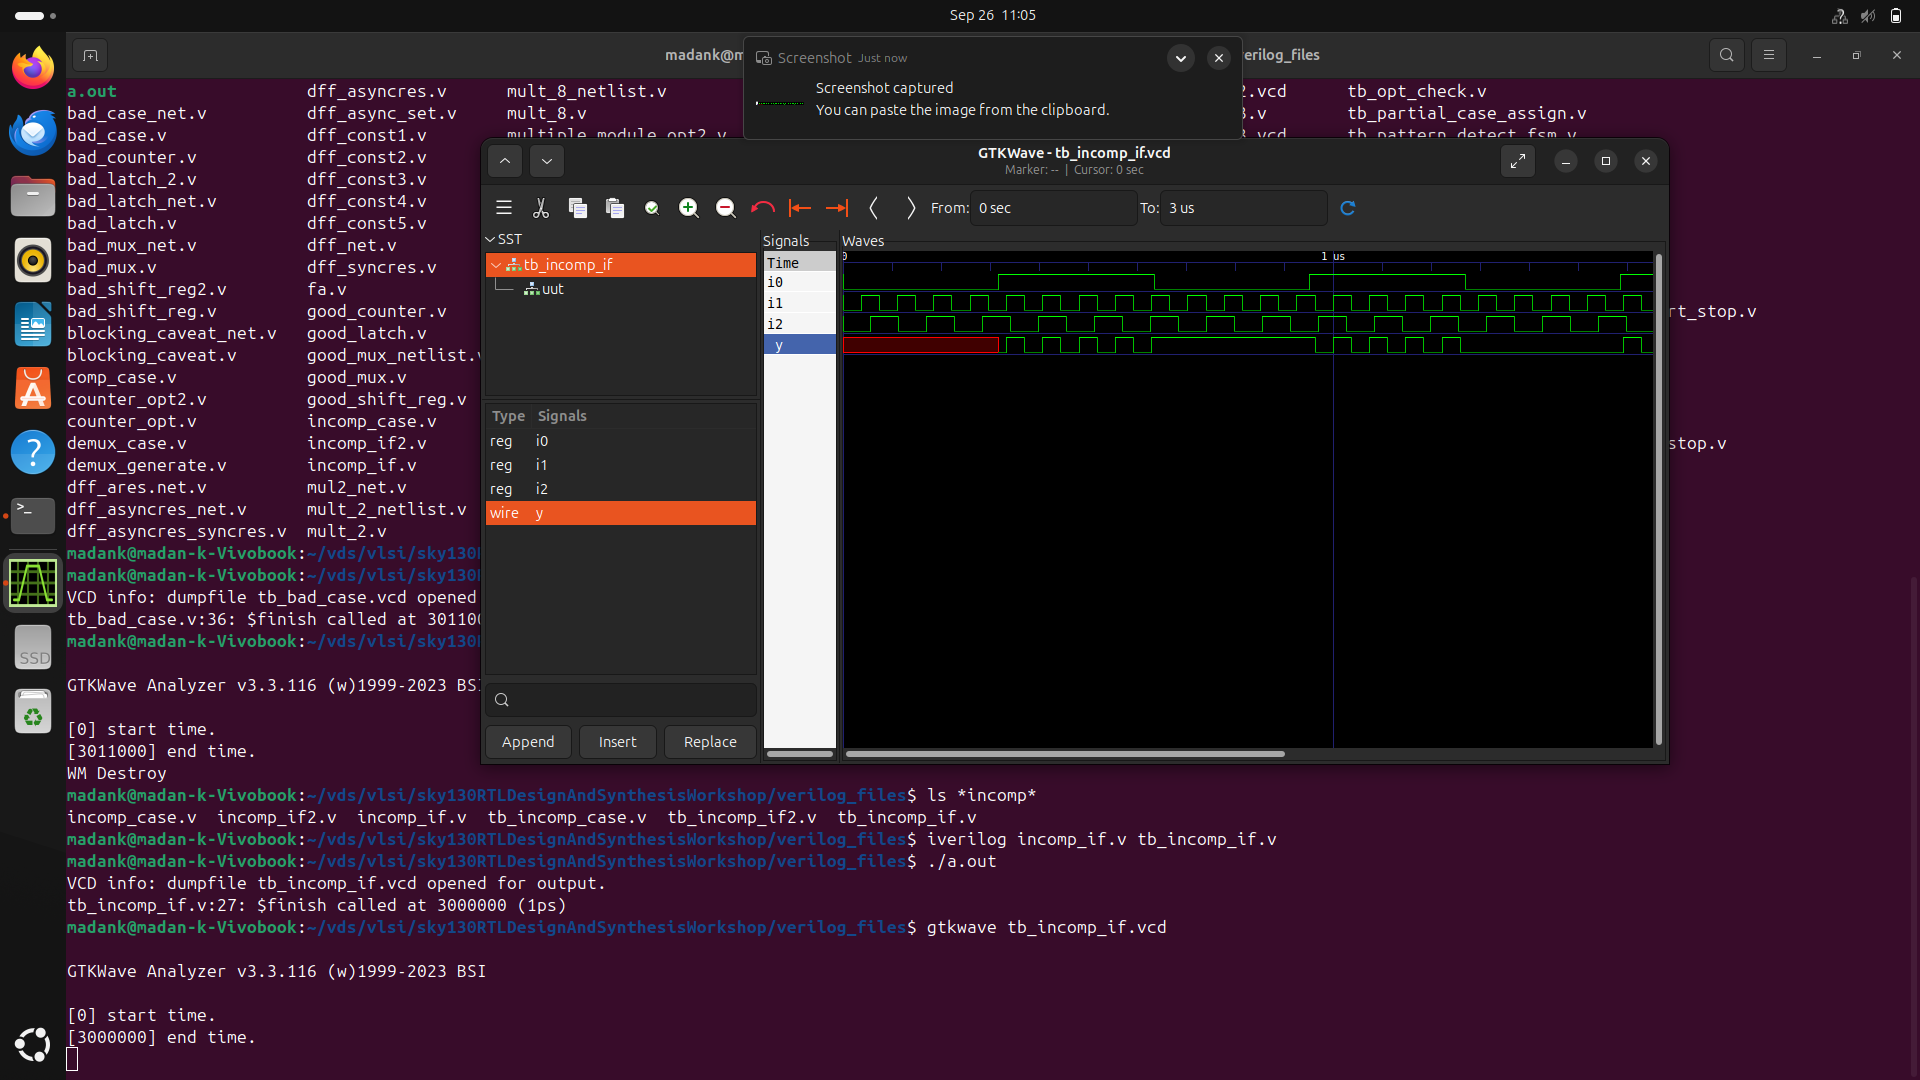 Sep 26 11:05
madank@m
erilog_files
Screenshot Just now
Screenshot captured
You can paste the image from the clipboard.
a.out dff_asyncres.v mult_8_netlist.v 2.vcd tb_opt_check.v
bad_case_net.v dff_async_set.v mult_8.v 3.v tb_partial_case_assign.v
bad_case.v dff_const1.v multiple_module_opt2.v 3.vcd tb_pattern_detect_fsm.v
bad_counter.v dff_const2.v
bad_latch_2.v dff_const3.v
bad_latch_net.v dff_const4.v
bad_latch.v dff_const5.v
bad_mux_net.v dff_net.v
bad_mux.v dff_syncres.v
bad_shift_reg2.v fa.v
bad_shift_reg.v good_counter.v rt_stop.v
blocking_caveat_net.v good_latch.v
blocking_caveat.v good_mux_netlist.v
comp_case.v good_mux.v
counter_opt2.v good_shift_reg.v
counter_opt.v incomp_case.v
demux_case.v incomp_if2.v stop.v
demux_generate.v incomp_if.v
dff_ares.net.v mul2_net.v
dff_asyncres_net.v mult_2_netlist.v
dff_asyncres_syncres.v mult_2.v
madank@madan-k-Vivobook:~/vds/vlsi/sky130R
madank@madan-k-Vivobook:~/vds/vlsi/sky130R
VCD info: dumpfile tb_bad_case.vcd opened
tb_bad_case.v:36: $finish called at 301100
madank@madan-k-Vivobook:~/vds/vlsi/sky130R
GTKWave Analyzer v3.3.116 (w)1999-2023 BSI
[0] start time.
[3011000] end time.
WM Destroy
madank@madan-k-Vivobook:~/vds/vlsi/sky130RTLDesignAndSynthesisWorkshop/verilog_files$ ls *incomp*
incomp_case.v incomp_if2.v incomp_if.v tb_incomp_case.v tb_incomp_if2.v tb_incomp_if.v
madank@madan-k-Vivobook:~/vds/vlsi/sky130RTLDesignAndSynthesisWorkshop/verilog_files$ iverilog incomp_if.v tb_incomp_if.v
madank@madan-k-Vivobook:~/vds/vlsi/sky130RTLDesignAndSynthesisWorkshop/verilog_files$ ./a.out
VCD info: dumpfile tb_incomp_if.vcd opened for output.
tb_incomp_if.v:27: $finish called at 3000000 (1ps)
madank@madan-k-Vivobook:~/vds/vlsi/sky130RTLDesignAndSynthesisWorkshop/verilog_files$ gtkwave tb_incomp_if.vcd
GTKWave Analyzer v3.3.116 (w)1999-2023 BSI
[0] start time.
[3000000] end time.
GTKWave - tb_incomp_if.vcd
Marker: -- | Cursor: 0 sec
From: 0 sec To: 3 us
SST
tb_incomp_if
uut
Type Signals
reg i0
reg i1
reg i2
wire y
Append Insert Replace
Signals
Time
i0
i1
i2
y
Waves
0 1 us
SSD